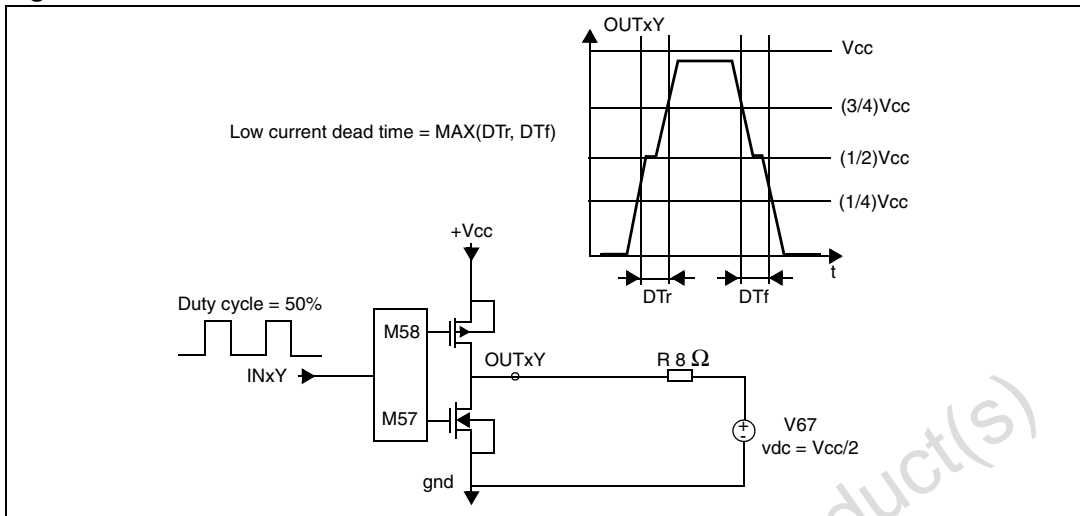 OUTxY
Vcc
(3/4)Vcc
Low current dead time = MAX(DTr, DTf)
(1/2)Vcc
(1/4)Vcc
+Vcc
t
DTr
DTf
Duty cycle = 50%
M58
OUTxY
R 8 Ω
INxY
M57
V67
vdc = Vcc/2
gnd
duct(s)